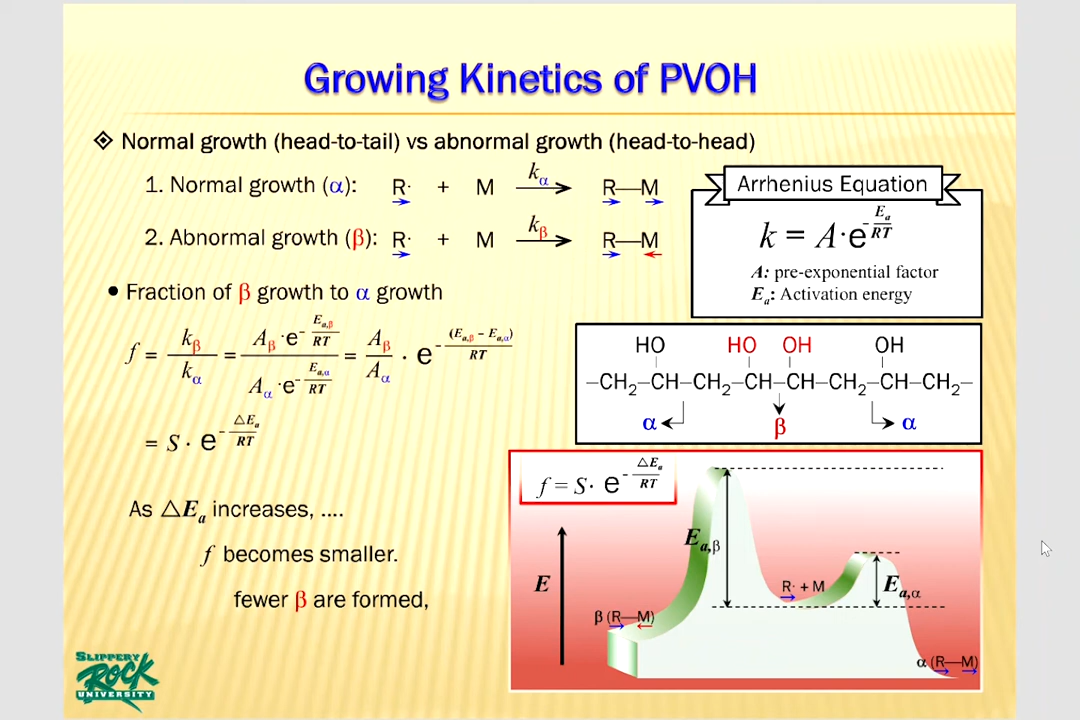 Growing Kinetics of PVOH
Normal growth (head-to-tail) vs abnormal growth (head-to-head)
1. Normal growth (α): R· + M kα R—M
2. Abnormal growth (β): R· + M kβ R—M
Arrhenius Equation
k = A·e^-Ea/RT
A: pre-exponential factor
Ea: Activation energy
• Fraction of β growth to α growth
f = kβ/kα = Aβ·e^-Ea,β/RT / Aα·e^-Ea,α/RT = Aβ/Aα · e^-(Ea,β – Ea,α)/RT
= S· e^-△Ea/RT
As △Ea increases, ....
f becomes smaller.
fewer β are formed,
HO HO OH OH
–CH2–CH–CH2–CH–CH–CH2–CH–CH2–
α β α
f = S· e^-△Ea/RT
E
Ea,β
R· + M
Ea,α
β (R—M)
α (R—M)
SLIPPERY
ROCK
UNIVERSITY